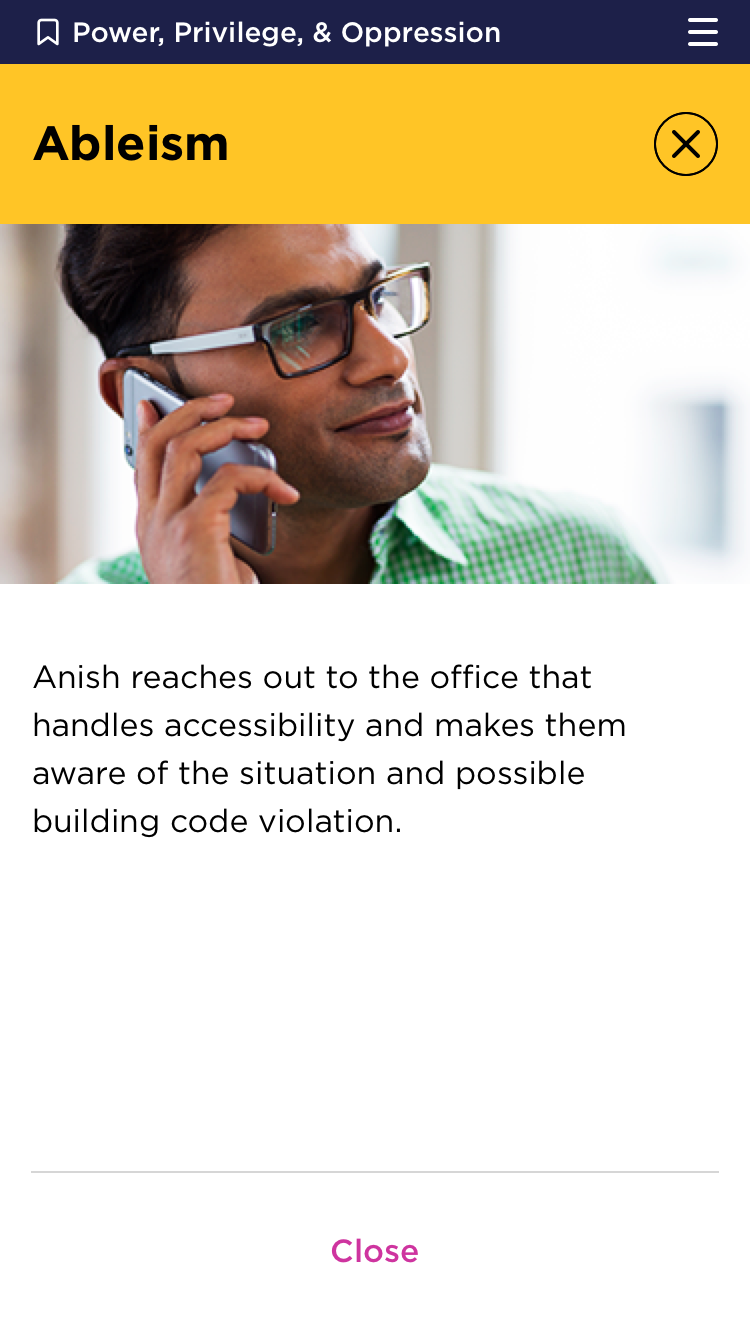 Power, Privilege, & Oppression
Ableism
Anish reaches out to the office that
handles accessibility and makes them
aware of the situation and possible
building code violation.
Close